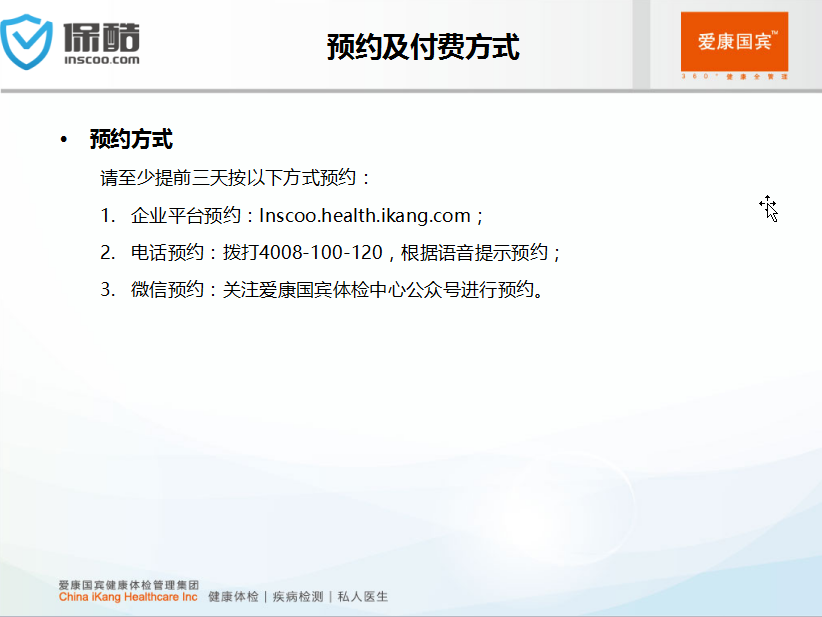 保酷
inscoo.com
预约及付费方式
爱康国宾™
360°健康全管理
• 预约方式
请至少提前三天按以下方式预约：
1. 企业平台预约：Inscoo.health.ikang.com；
2. 电话预约：拨打4008-100-120，根据语音提示预约；
3. 微信预约：关注爱康国宾体检中心公众号进行预约。
爱康国宾健康体检管理集团
China iKang Healthcare Inc 健康体检 | 疾病检测 | 私人医生